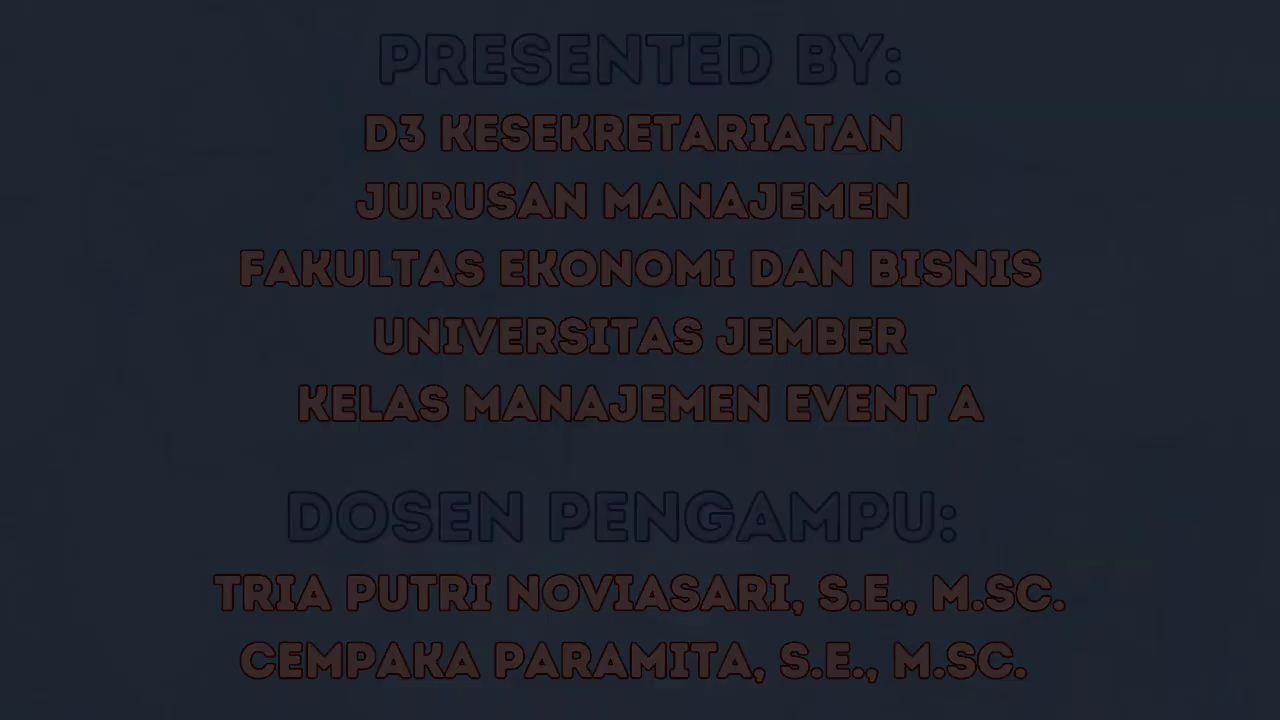 PRESENTED BY:
D3 KESEKRETARIATAN
JURUSAN MANAJEMEN
FAKULTAS EKONOMI DAN BISNIS
UNIVERSITAS JEMBER
KELAS MANAJEMEN EVENT A
DOSEN PENGAMPU:
TRIA PUTRI NOVIASARI, S.E., M.SC.
CEMPAKA PARAMITA, S.E., M.SC.